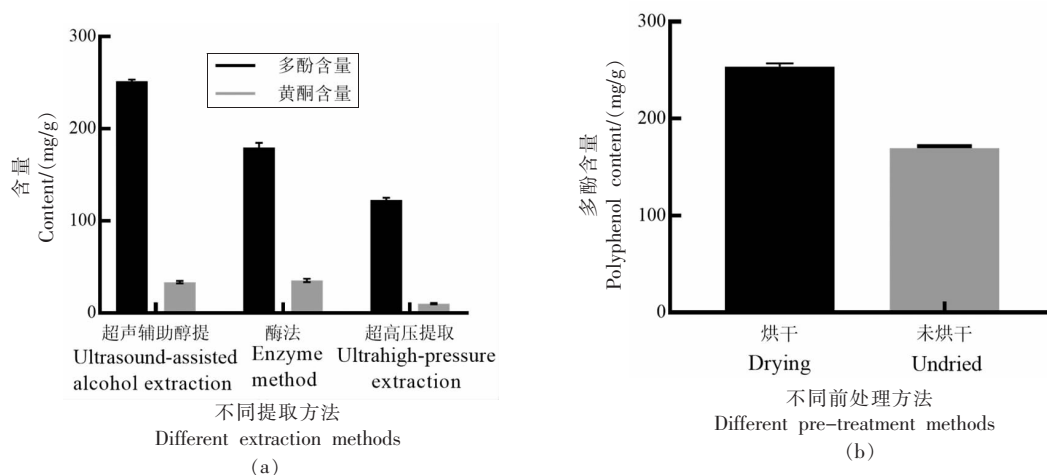 300
200
100
0
含量
Content/(mg/g)
多酚含量
黄酮含量
超声辅助醇提
Ultrasound-assisted
alcohol extraction
酶法
Enzyme
method
超高压提取
Ultrahigh-pressure
extraction
不同提取方法
Different extraction methods
(a)
300
200
100
0
多酚含量
Polyphenol content/(mg/g)
烘干
Drying
未烘干
Undried
不同前处理方法
Different pre-treatment methods
(b)